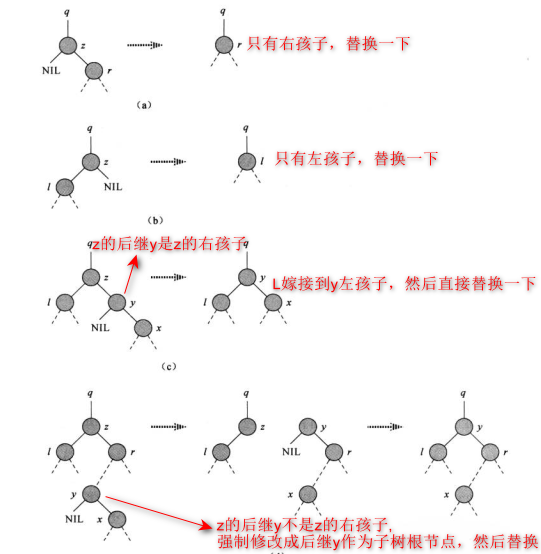 q
q
z
r 只有右孩子，替换一下
NIL
r
(a)
q
q
z
l 只有左孩子，替换一下
l
NIL
(b)
q z的后继y是z的右孩子
q
z
y
l
y
l
x
L嫁接到y左孩子，然后直接替换一下
NIL
x
(c)
q
q
q
z
z
y
y
l
r
l
NIL
r
l
r
y
x
x
NIL
x
z的后继y不是z的右孩子,
强制修改成后继y作为子树根节点，然后替换